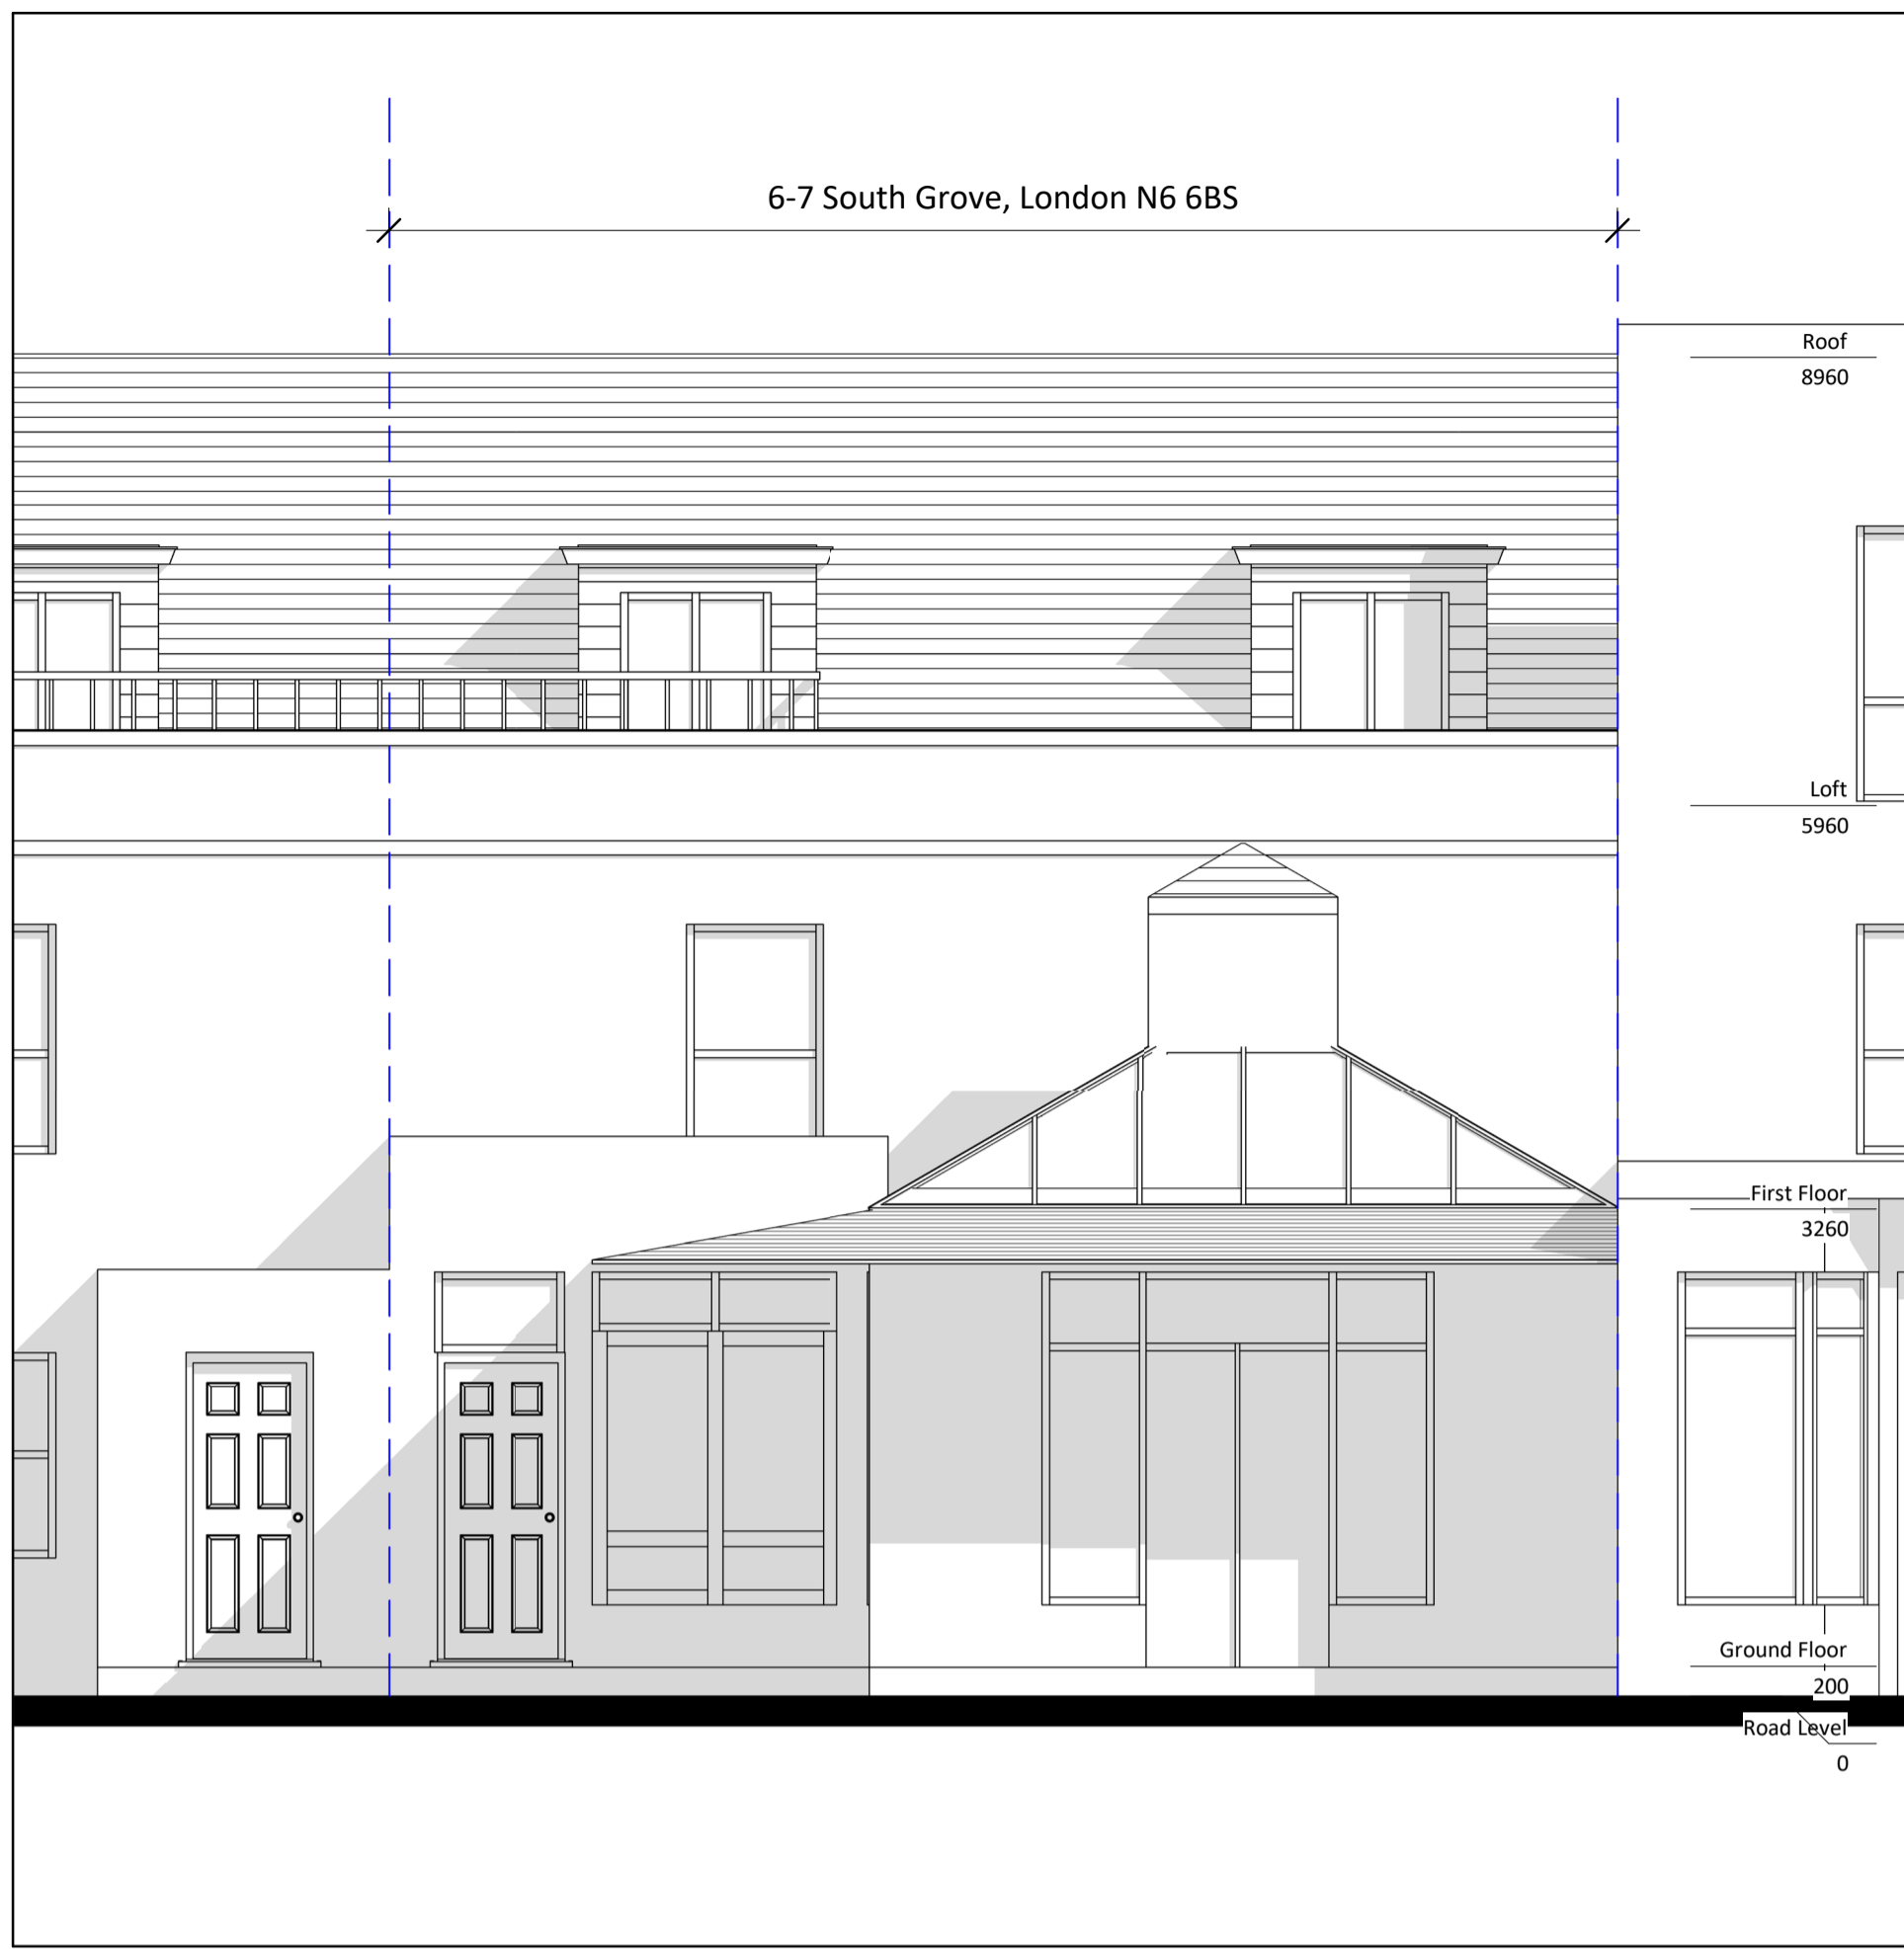 6-7 South Grove, London N6 6BS
Roof
8960
Loft
5960
First Floor
3260
Ground Floor
200
Road Level
0